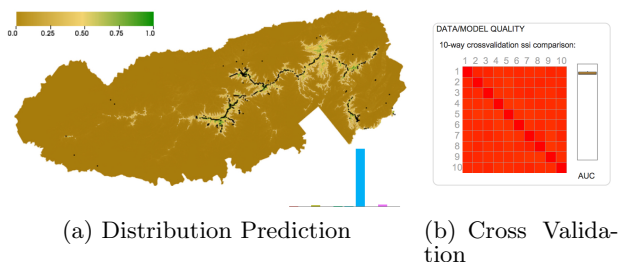 0.0 0.25 0.5 0.75 1.0
DATA/MODEL QUALITY
10-way crossvalidation ssi comparison:
1 2 3 4 5 6 7 8 9 10
1
2
3
4
5
6
7
8
9
10
AUC
(a) Distribution Prediction
(b) Cross Valida-
tion